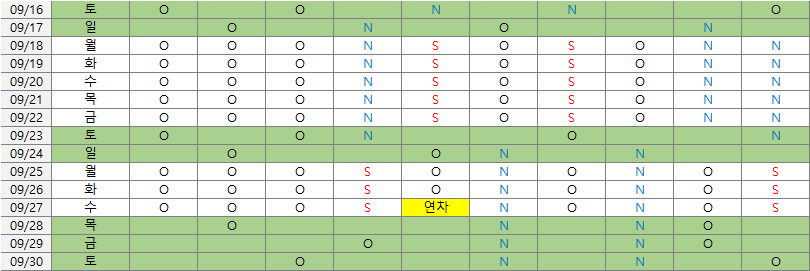 09/16 토 O O N N O
09/17 일 O N O N
09/18 월 O O O N S O S O N N
09/19 화 O O O N S O S O N N
09/20 수 O O O N S O S O N N
09/21 목 O O O N S O S O N N
09/22 금 O O O N S O S O N N
09/23 토 O O N O N
09/24 일 O O N N
09/25 월 O O O S O N O N O S
09/26 화 O O O S O N O N O S
09/27 수 O O O S 연차 N O N O S
09/28 목 O N N O
09/29 금 O N N O
09/30 토 O N N O